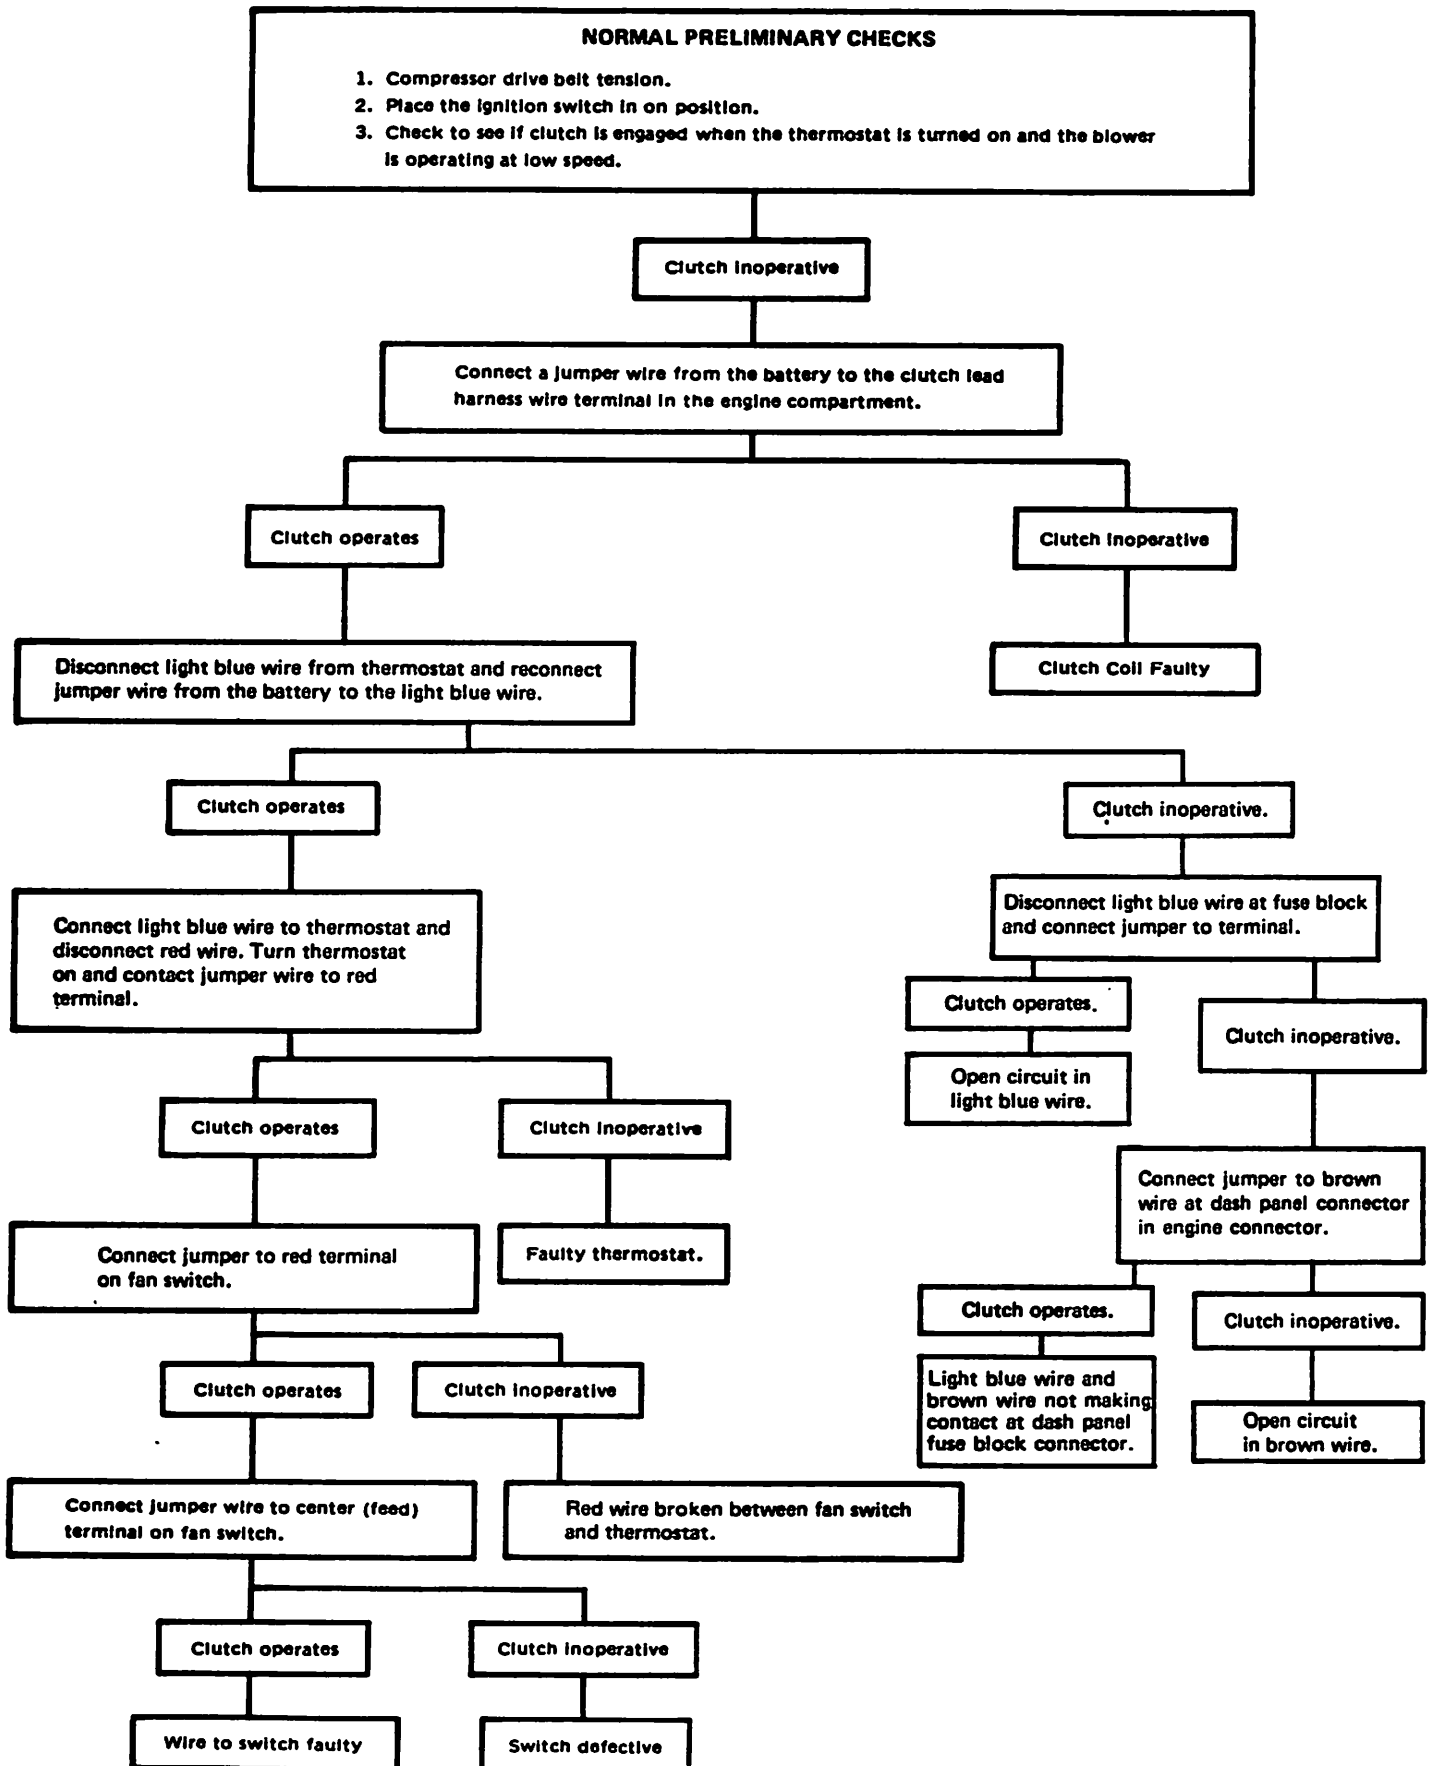 NORMAL PRELIMINARY CHECKS
1. Compressor drive belt tension.
2. Place the ignition switch in on position.
3. Check to see if clutch is engaged when the thermostat is turned on and the blower
is operating at low speed.
Clutch inoperative
Connect a jumper wire from the battery to the clutch lead
harness wire terminal in the engine compartment.
Clutch operates
Clutch inoperative
Disconnect light blue wire from thermostat and reconnect
jumper wire from the battery to the light blue wire.
Clutch Coil Faulty
Clutch operates
Clutch inoperative.
Connect light blue wire to thermostat and
disconnect red wire. Turn thermostat
on and contact jumper wire to red
terminal.
Disconnect light blue wire at fuse block
and connect jumper to terminal.
Clutch operates.
Clutch inoperative.
Open circuit in
light blue wire.
Clutch operates
Clutch inoperative
Connect jumper to brown
wire at dash panel connector
in engine connector.
Connect jumper to red terminal
on fan switch.
Faulty thermostat.
Clutch operates.
Clutch inoperative.
Clutch operates
Clutch inoperative
Light blue wire and
brown wire not making
contact at dash panel
fuse block connector.
Open circuit
in brown wire.
Connect jumper wire to center (feed)
terminal on fan switch.
Red wire broken between fan switch
and thermostat.
Clutch operates
Clutch inoperative
Wire to switch faulty
Switch defective